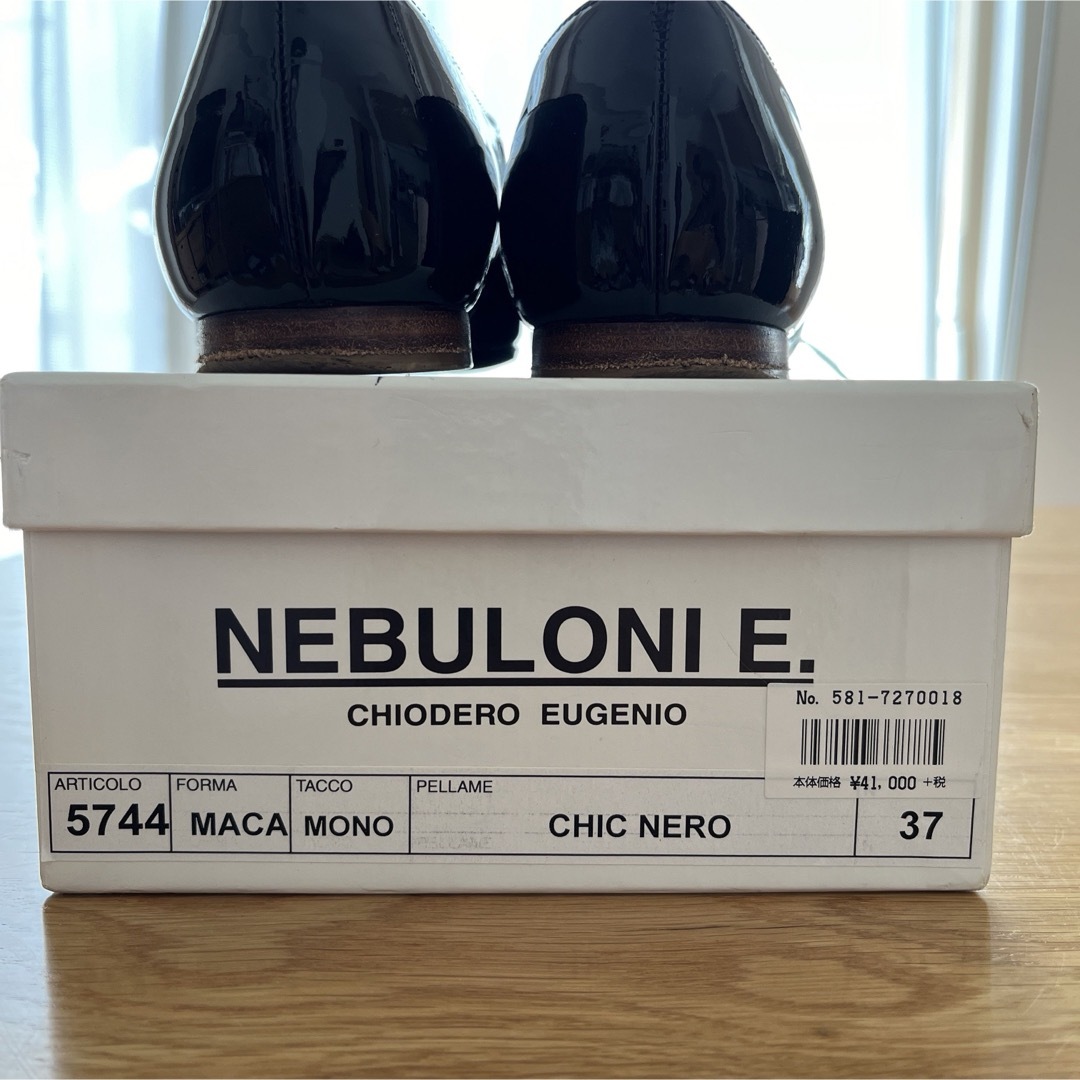 NEBULONI E.
CHIODERO EUGENIO
No. 581-7270018
本体価格 ¥41,000 +税
ARTICOLO FORMA TACCO PELLAME
5744 MACA MONO CHIC NERO 37